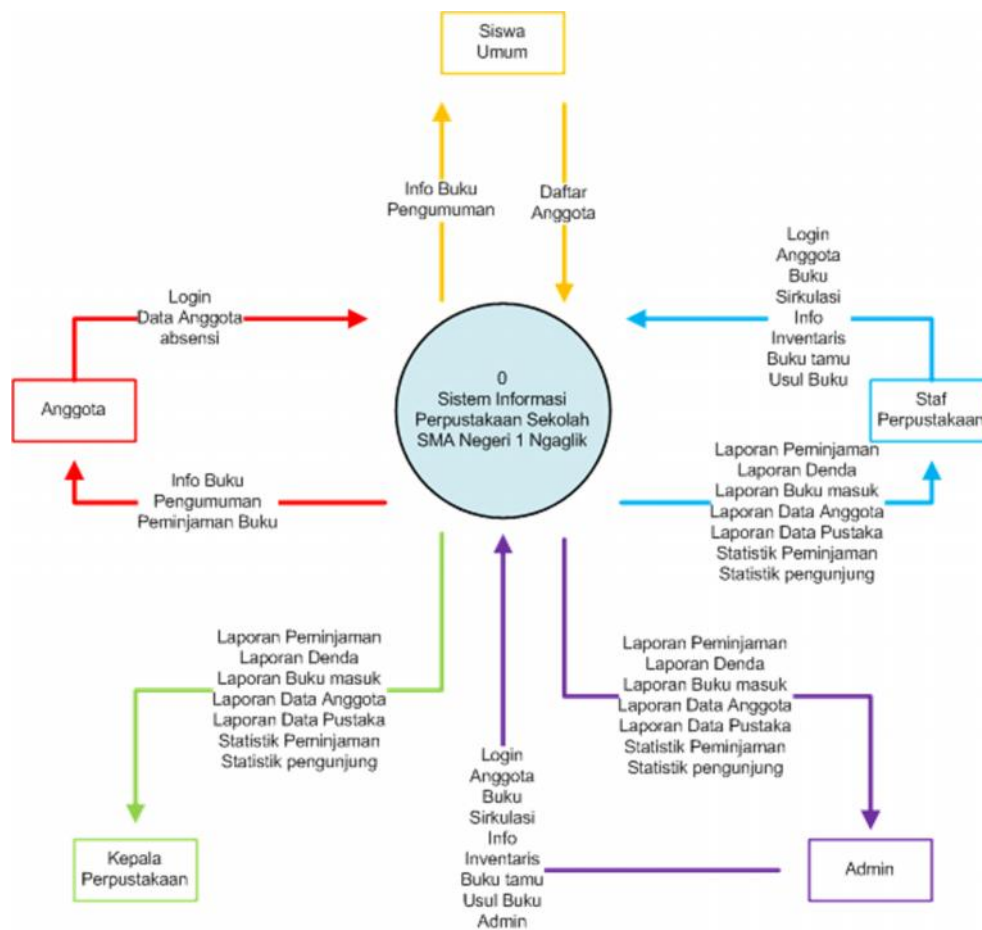 Siswa
Umum
Info Buku
Pengumuman
Daftar
Anggota
Login
Anggota
Buku
Sirkulasi
Info
Inventaris
Buku tamu
Usul Buku
Login
Data Anggota
absensi
Anggota
0
Sistem Informasi
Perpustakaan Sekolah
SMA Negeri 1 Ngaglik
Staf
Perpustakaan
Info Buku
Pengumuman
Peminjaman Buku
Laporan Peminjaman
Laporan Denda
Laporan Buku masuk
Laporan Data Anggota
Laporan Data Pustaka
Statistik Peminjaman
Statistik pengunjung
Laporan Peminjaman
Laporan Denda
Laporan Buku masuk
Laporan Data Anggota
Laporan Data Pustaka
Statistik Peminjaman
Statistik pengunjung
Laporan Peminjaman
Laporan Denda
Laporan Buku masuk
Laporan Data Anggota
Laporan Data Pustaka
Statistik Peminjaman
Statistik pengunjung
Login
Anggota
Buku
Sirkulasi
Info
Inventaris
Buku tamu
Usul Buku
Admin
Kepala
Perpustakaan
Admin